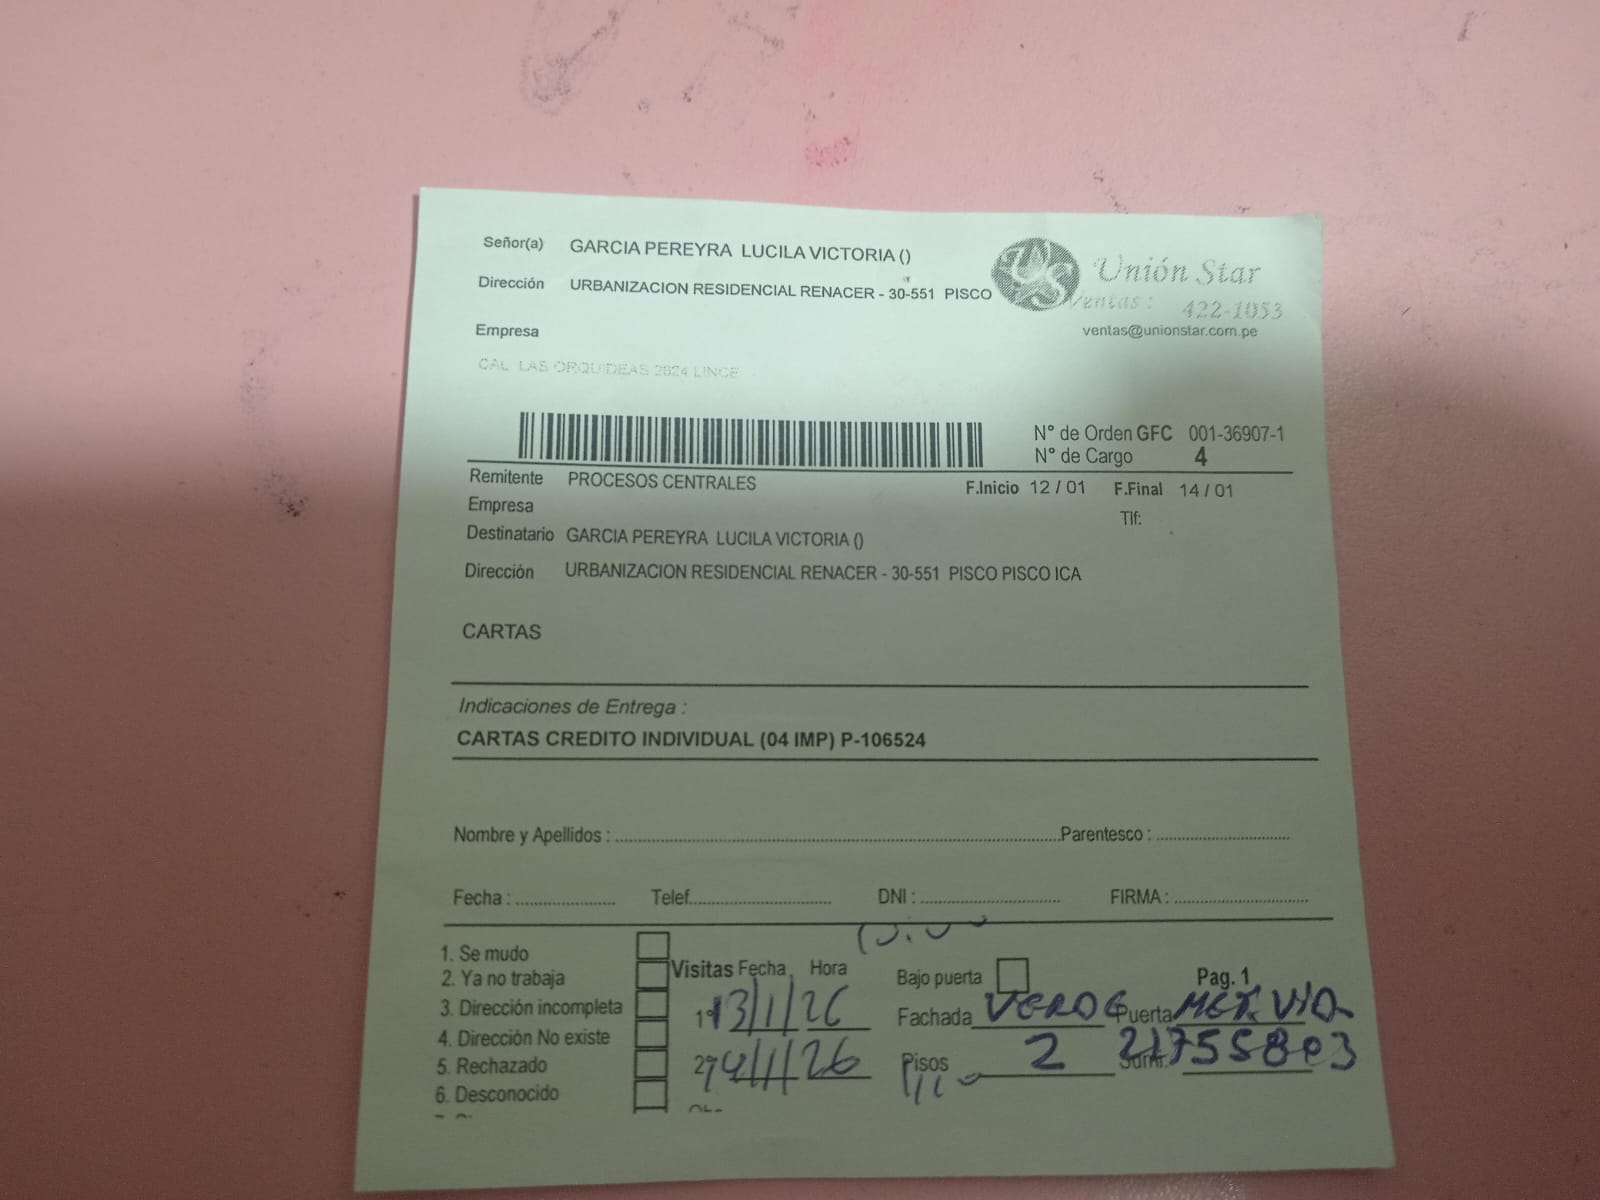 Señor(a) GARCIA PEREYRA LUCILA VICTORIA ()
Unión Star
Dirección URBANIZACION RESIDENCIAL RENACER - 30-551 PISCO
Ventas : 422-1053
Empresa
ventas@unionstar.com.pe
CAL LAS ORQUIDEAS 2624 LINCE
N° de Orden GFC 001-36907-1
N° de Cargo 4
Remitente PROCESOS CENTRALES
F.Inicio 12 / 01 F.Final 14 / 01
Empresa
Tlf:
Destinatario GARCIA PEREYRA LUCILA VICTORIA ()
Dirección URBANIZACION RESIDENCIAL RENACER - 30-551 PISCO PISCO ICA
CARTAS
Indicaciones de Entrega :
CARTAS CREDITO INDIVIDUAL (04 IMP) P-106524
Nombre y Apellidos : Parentesco :
Fecha : Telef. DNI : FIRMA :
1. Se mudo
2. Ya no trabaja
Visitas Fecha Hora
Bajo puerta
Pag. 1
3. Dirección incompleta
1ª 13/1/26
Fachada VERDE Puerta
4. Dirección No existe
5. Rechazado
14/1/26
Pisos 2 Sumi.
6. Desconocido